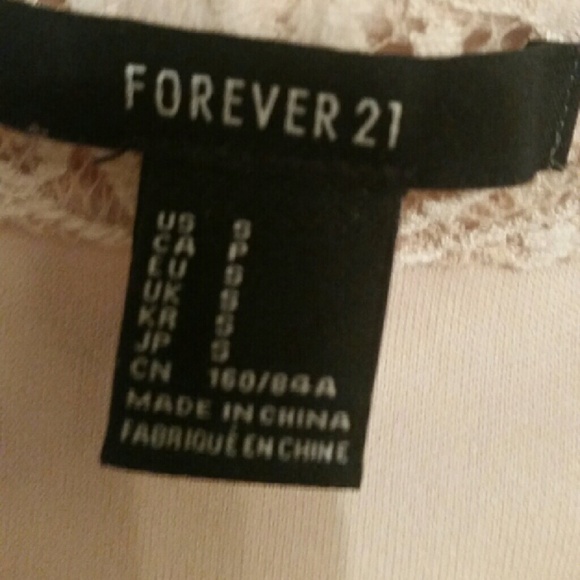 FOREVER 21
US S
CA P
EU S
UK S
KR S
JP S
CN 160/84A
MADE IN CHINA
FABRIQUÉ EN CHINE